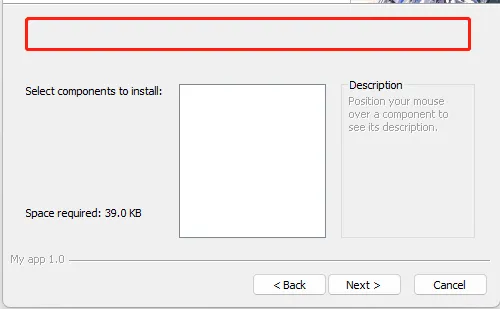 Select components to install:
Description
Position your mouse
over a component to
see its description.
Space required: 39.0 KB
My app 1.0
< Back
Next >
Cancel